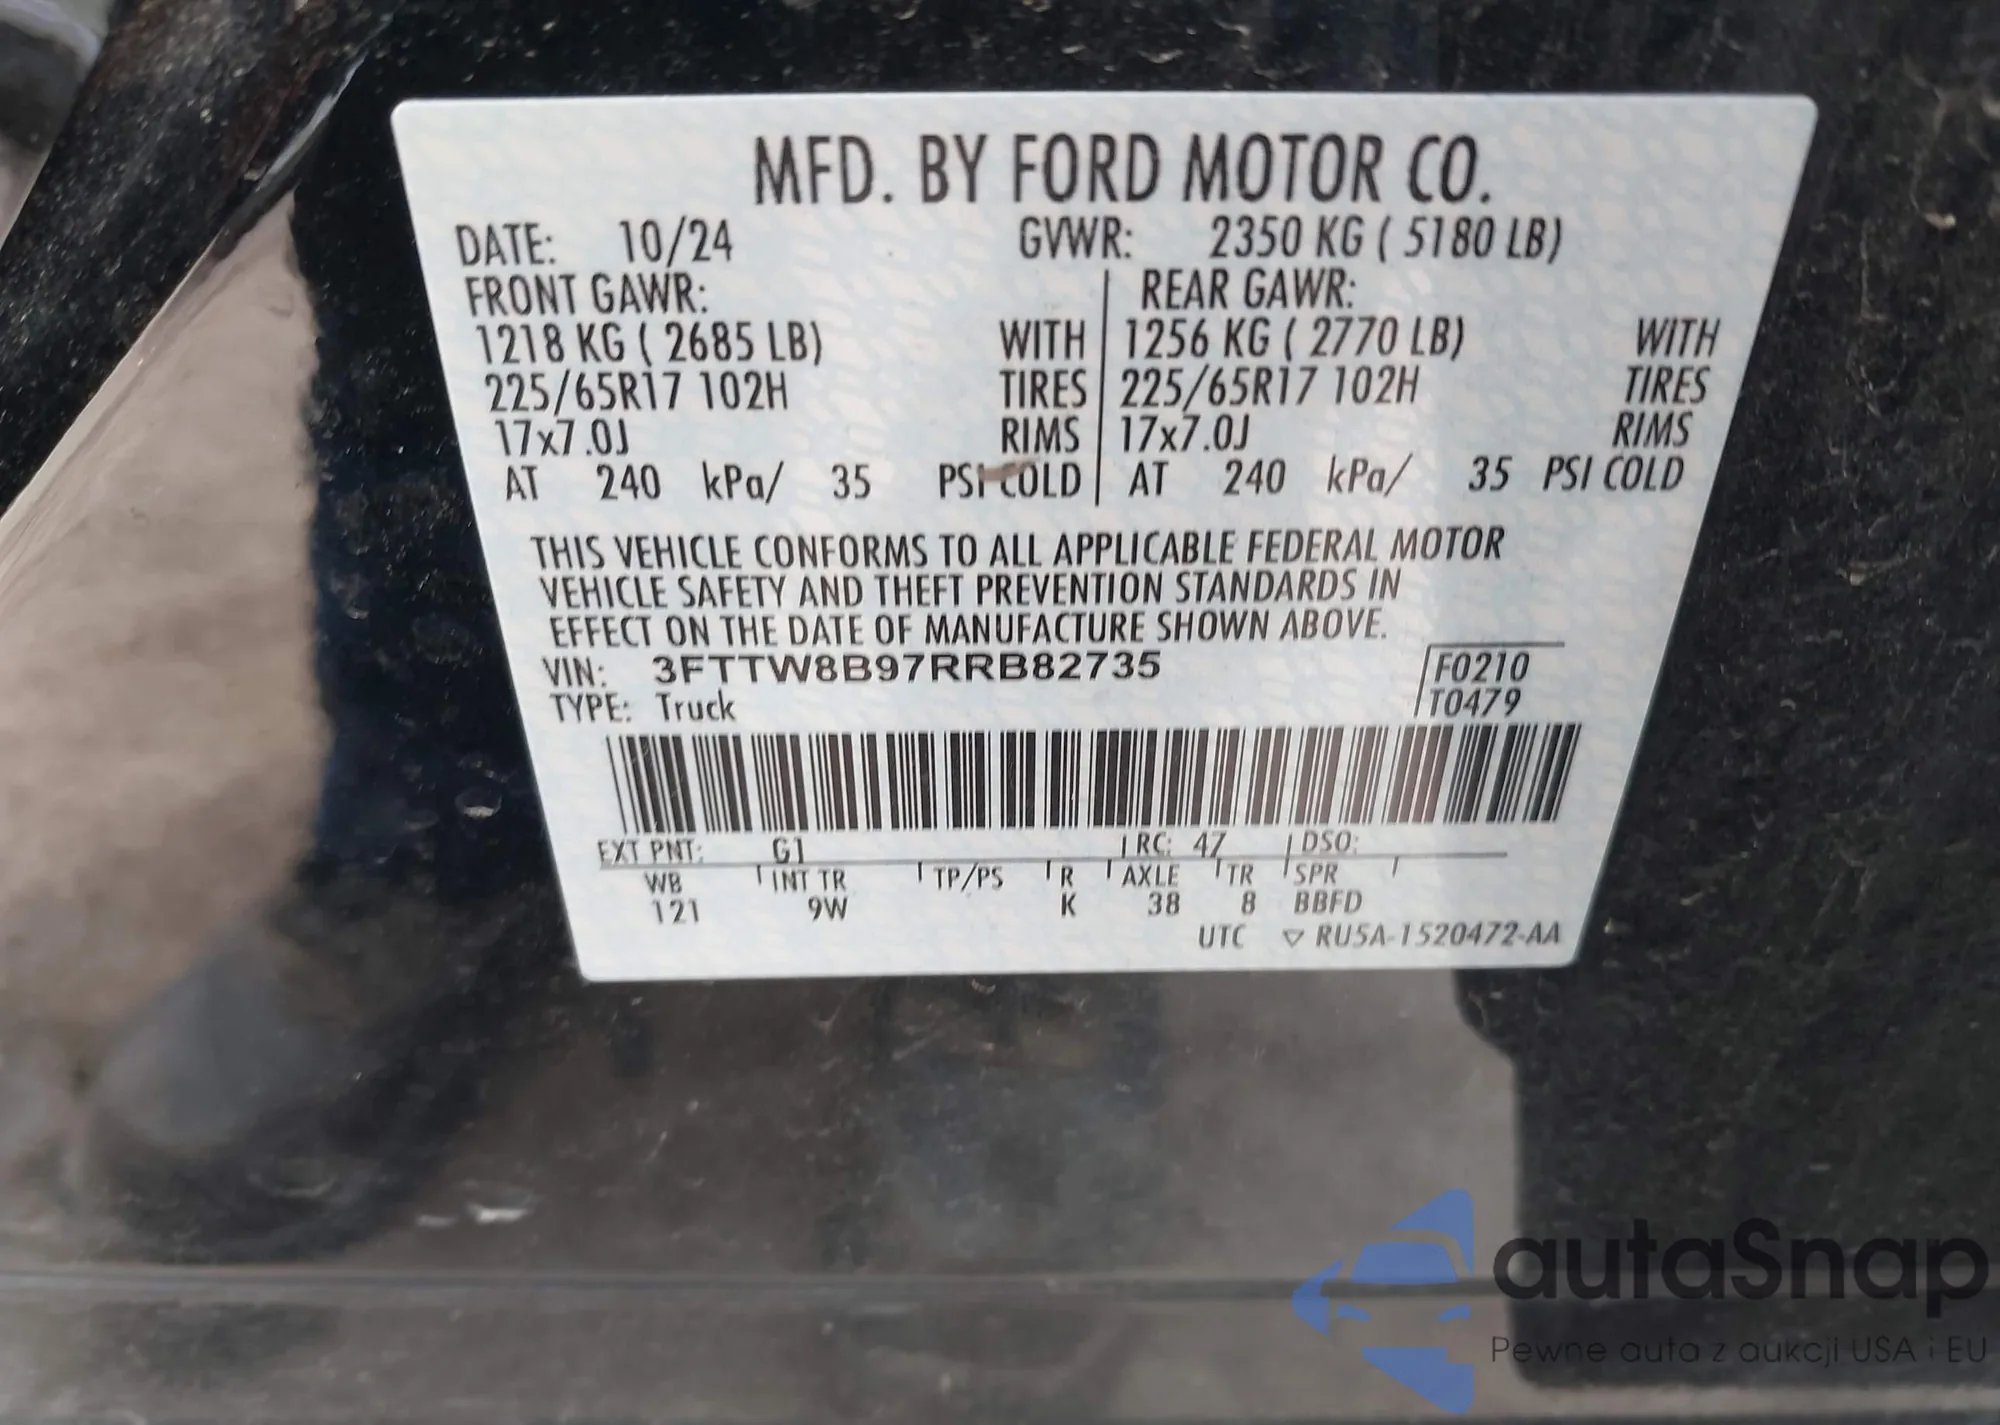 MFD. BY FORD MOTOR CO.
DATE: 10/24 GVWR: 2350 KG ( 5180 LB)
FRONT GAWR: REAR GAWR:
1218 KG ( 2685 LB) WITH 1256 KG ( 2770 LB) WITH
225/65R17 102H TIRES 225/65R17 102H TIRES
17x7.0J RIMS 17x7.0J RIMS
AT 240 kPa/ 35 PSI COLD AT 240 kPa/ 35 PSI COLD
THIS VEHICLE CONFORMS TO ALL APPLICABLE FEDERAL MOTOR
VEHICLE SAFETY AND THEFT PREVENTION STANDARDS IN
EFFECT ON THE DATE OF MANUFACTURE SHOWN ABOVE.
VIN: 3FTTW8B97RRB82735 F0210
TYPE: Truck T0479
EXT PNT: G1 RC: 47 DSO:
WB INT TR TP/PS R AXLE TR SPR
121 9W K 38 8 BBFD
UTC ▽ RU5A-1520472-AA
autaSnap
Pewne auta z aukcji USA i EU